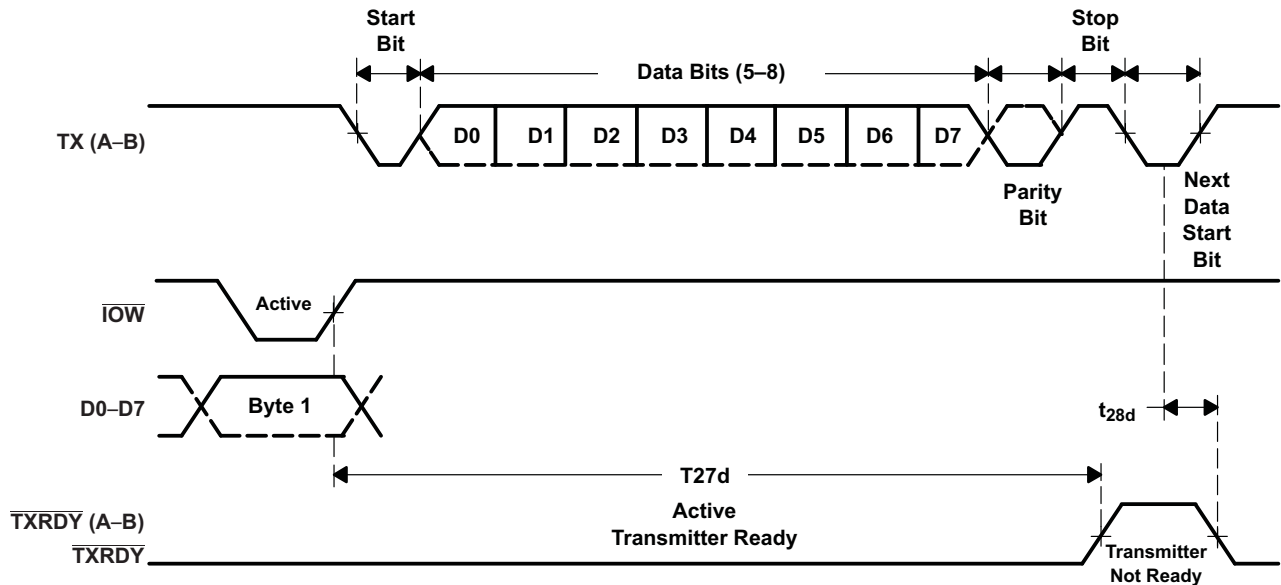 Start
Bit
Data Bits (5–8)
Stop
Bit
TX (A–B)
D0 D1 D2 D3 D4 D5 D6 D7
Parity
Bit
Next
Data
Start
Bit
IOW
Active
D0–D7
Byte 1
t28d
T27d
TXRDY (A–B)
TXRDY
Active
Transmitter Ready
Transmitter
Not Ready